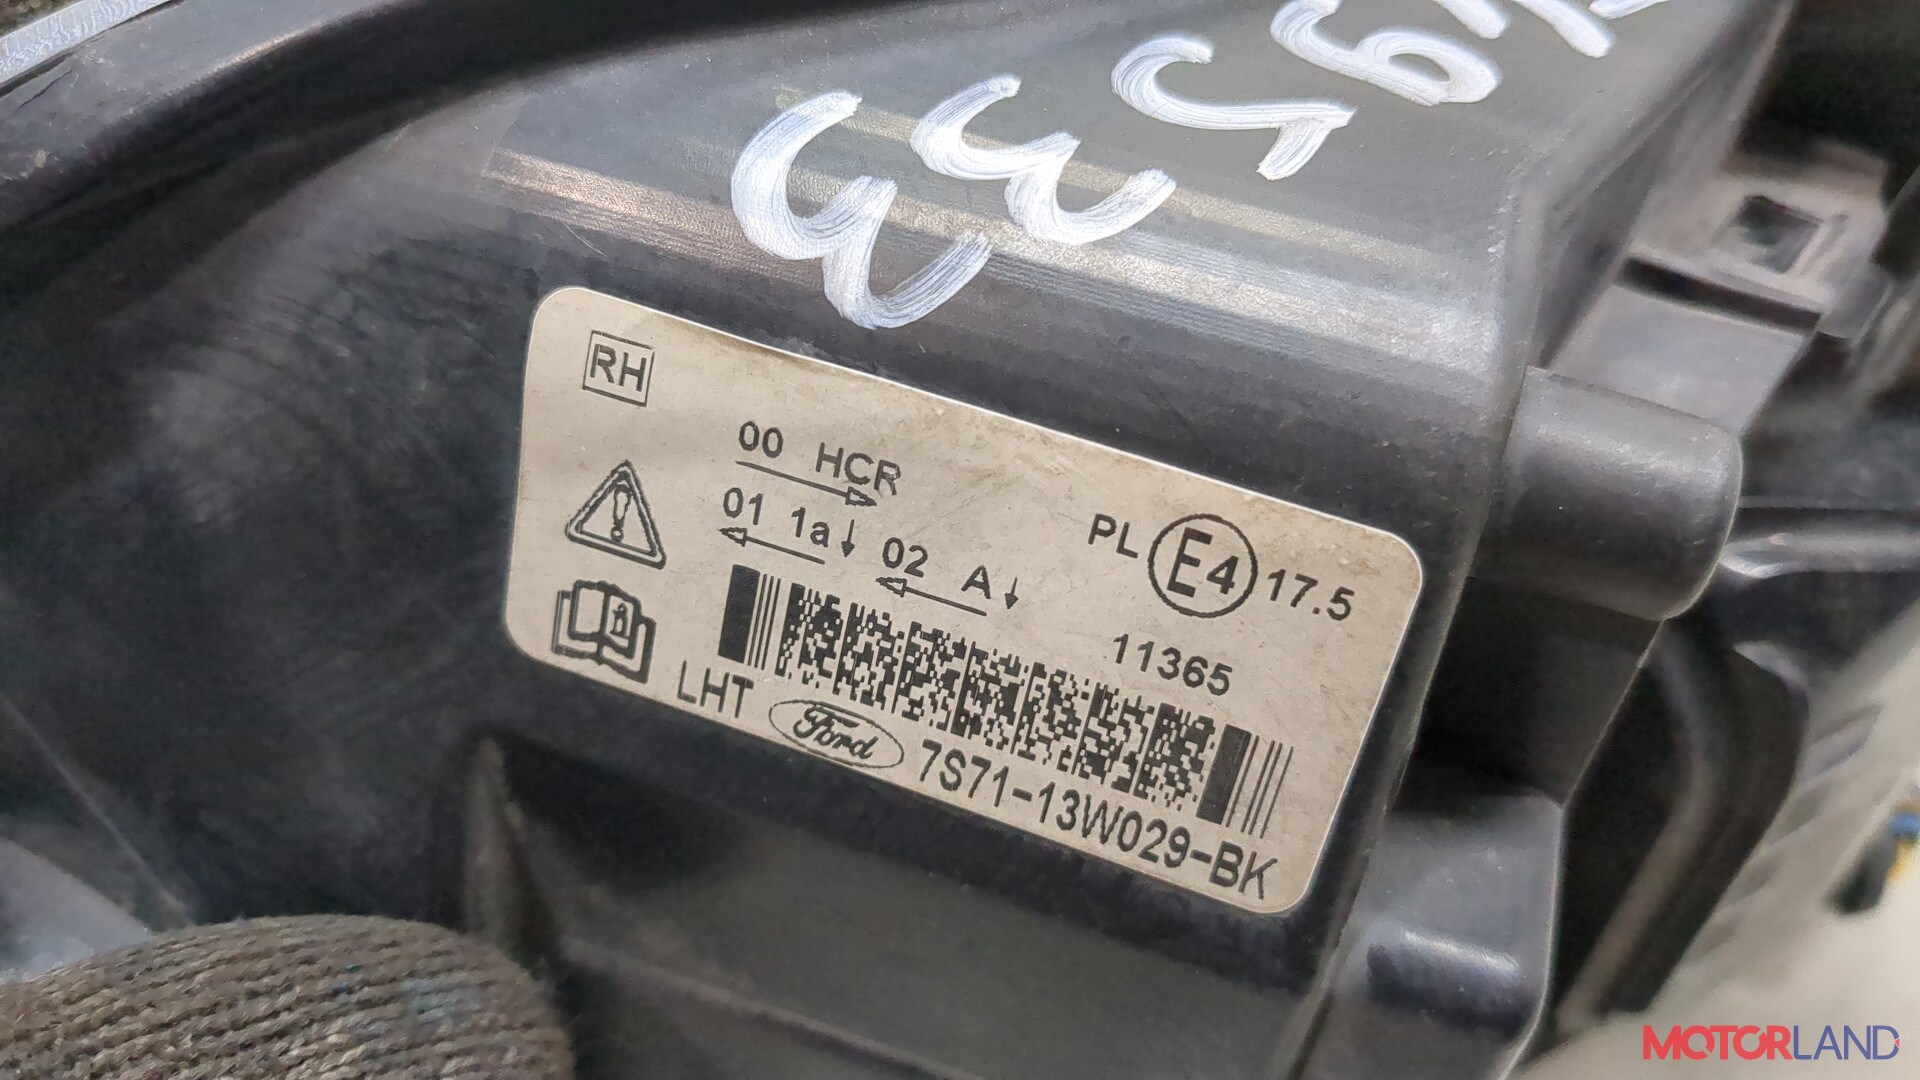 RH
00 HCR
01 1a 02 A
PL E4 17.5
11365
LHT Ford 7S71-13W029-BK
MOTORLAND